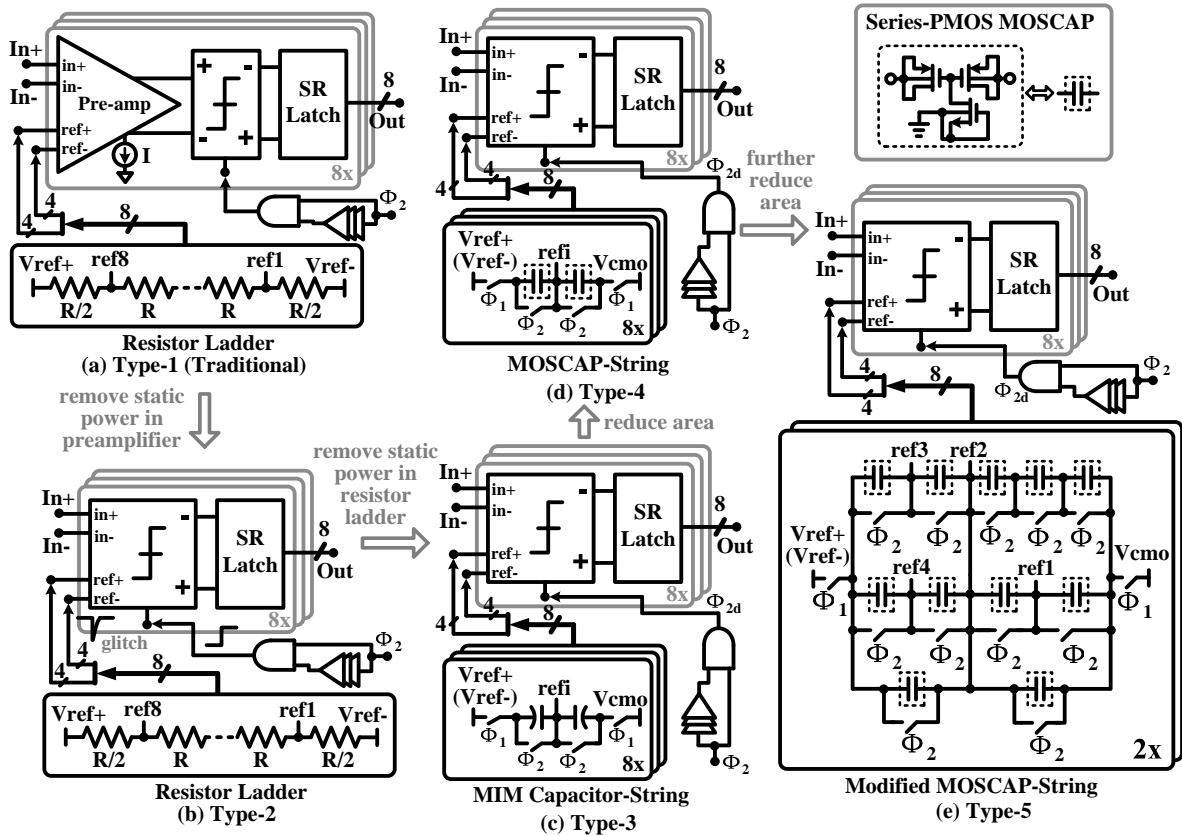 In+
In-
in+
in-
Pre-amp
ref+
ref-
I
+
-
-
+
SR
Latch
8
Out
8x
4
4
8
Φ2
Vref+
ref8
ref1
Vref-
R/2
R
R
R/2
Resistor Ladder
(a) Type-1 (Traditional)
remove static
power in
preamplifier
In+
In-
in+
in-
ref+
ref-
-
+
SR
Latch
8
Out
8x
glitch
4
4
8
Φ2
Vref+
ref8
ref1
Vref-
R/2
R
R
R/2
Resistor Ladder
(b) Type-2
remove static
power in
resistor
ladder
In+
In-
in+
in-
ref+
ref-
-
+
SR
Latch
8
Out
8x
4
4
8
Φ2d
Vref+
(Vref-)
refi
Vcmo
Φ1
Φ2
Φ2
Φ1
8x
Φ2
MIM Capacitor-String
(c) Type-3
reduce area
In+
In-
in+
in-
ref+
ref-
-
+
SR
Latch
8
Out
8x
4
4
8
Φ2d
Vref+
(Vref-)
refi
Vcmo
Φ1
Φ2
Φ2
Φ1
8x
Φ2
MOSCAP-String
(d) Type-4
further
reduce
area
Series-PMOS MOSCAP
In+
In-
in+
in-
ref+
ref-
-
+
SR
Latch
8
Out
8x
4
4
8
Φ2d
Φ2
ref3
ref2
Φ2
Φ2
Φ2
Φ2
Φ2
Vref+
(Vref-)
Φ1
ref4
ref1
Vcmo
Φ1
Φ2
Φ2
Φ2
Φ2
Φ2
Φ2
2x
Modified MOSCAP-String
(e) Type-5